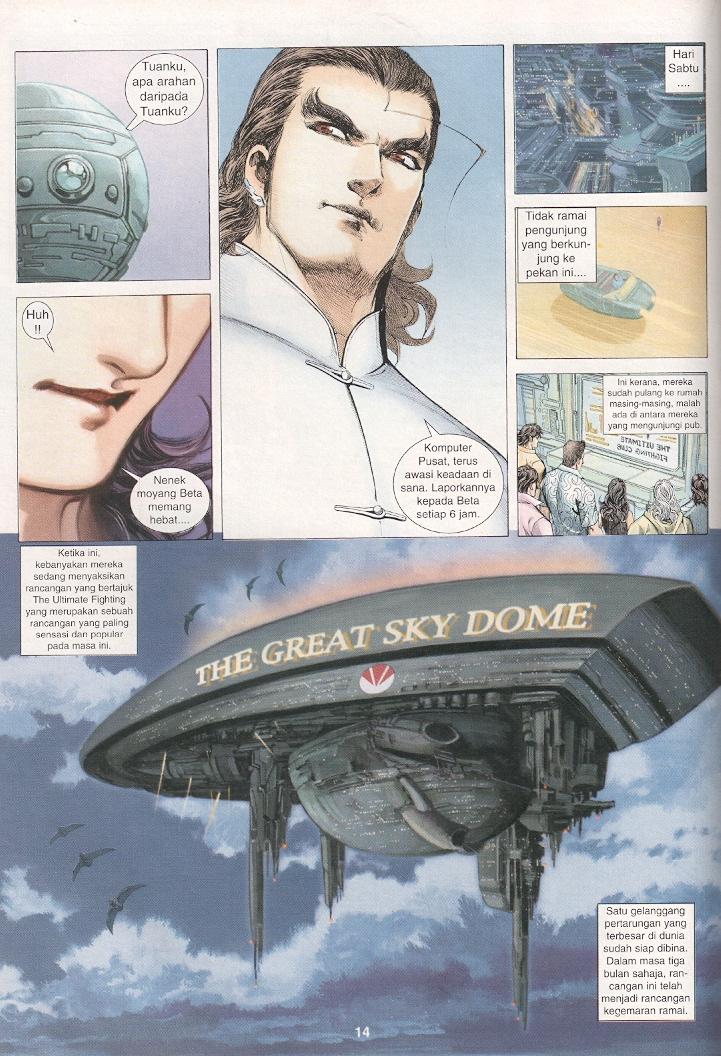 Tuanku,
apa arahan
daripada
Tuanku?
Huh
!!
Nenek
moyang Beta
memang
hebat....
Komputer
Pusat, terus
awasi keadaan di
sana. Laporkannya
kepada Beta
setiap 6 jam.
Hari
Sabtu
....
Tidak ramai
pengunjung
yang berkun-
jung ke
pekan ini....
Ini kerana, mereka
sudah pulang ke rumah
masing-masing, malah
ada di antara mereka
yang mengunjungi pub.
THE ULTIMATE
FIGHTING CLUB
Ketika ini,
kebanyakan mereka
sedang menyaksikan
rancangan yang bertajuk
The Ultimate Fighting
yang merupakan sebuah
rancangan yang paling
sensasi dan popular
pada masa ini.
THE GREAT SKY DOME
Satu gelanggang
pertarungan yang
terbesar di dunia
sudah siap dibina.
Dalam masa tiga
bulan sahaja, ran-
cangan ini telah
menjadi rancangan
kegemaran ramai.
14